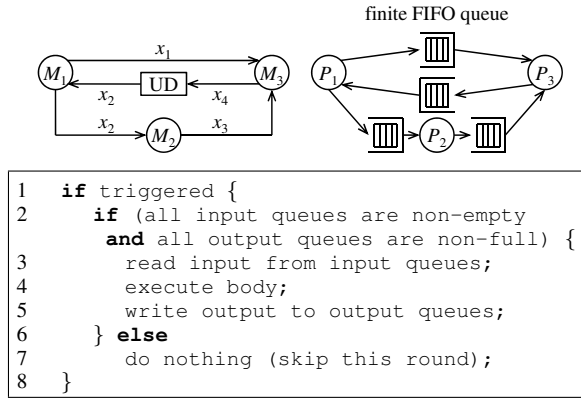 finite FIFO queue
x₁
M₁
UD
M₃
x₂
x₄
x₂
M₂
x₃
P₁
P₃
P₂
1 if triggered {
2 if (all input queues are non-empty
and all output queues are non-full) {
3 read input from input queues;
4 execute body;
5 write output to output queues;
6 } else
7 do nothing (skip this round);
8 }